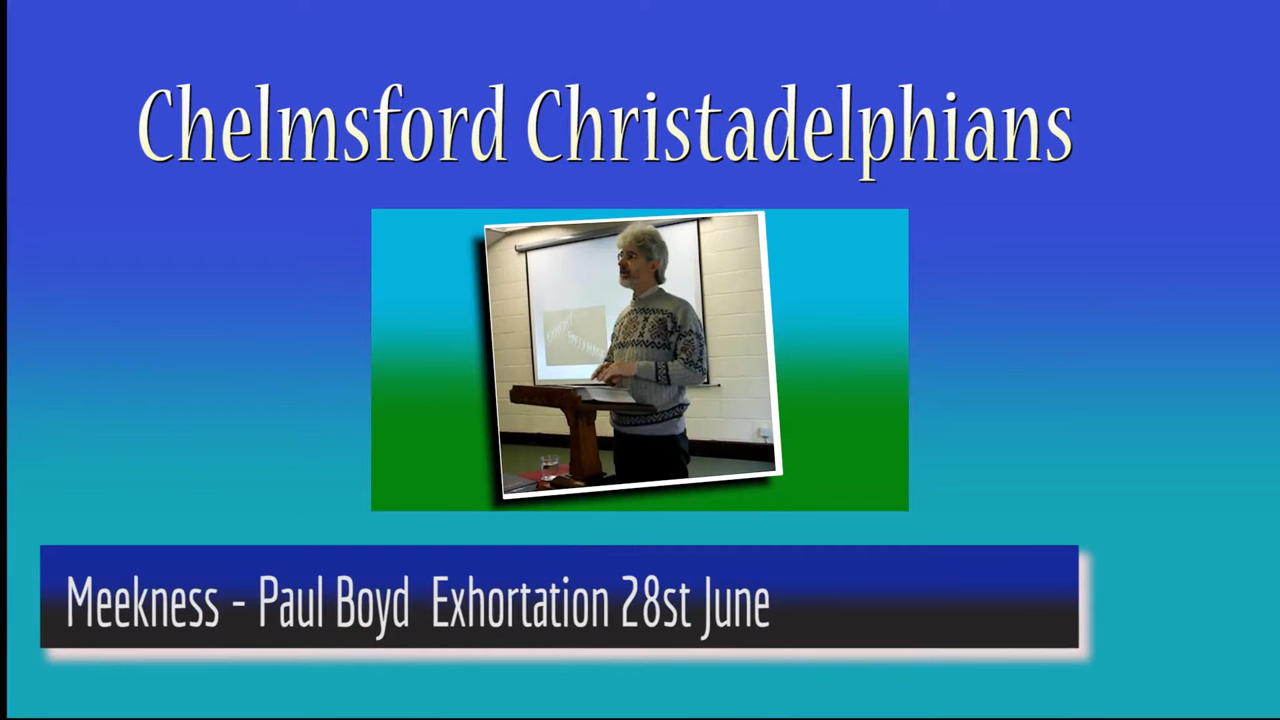 Chelmsford Christadelphians
Meekness - Paul Boyd Exhortation 28st June